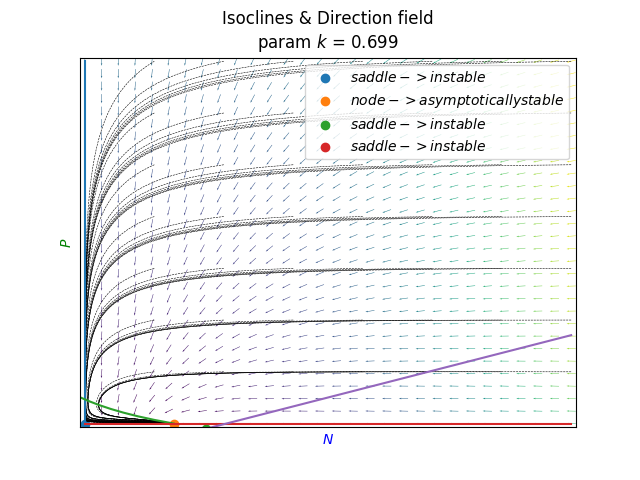 Isoclines & Direction field
param k = 0.699
saddle − > instable
node − > asymptoticallystable
saddle − > instable
saddle − > instable
P
N